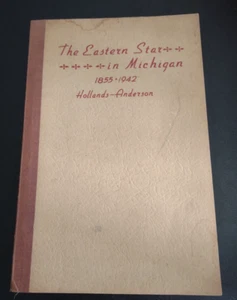 The Eastern Star
in Michigan
1855-1942
Hollands-Anderson